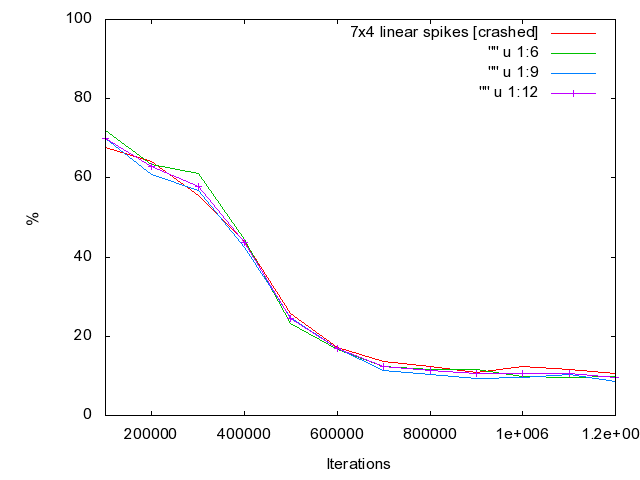 100
80
60
40
20
0
%
7x4 linear spikes [crashed]
"" u 1:6
"" u 1:9
"" u 1:12
200000 400000 600000 800000 1e+006 1.2e+00
Iterations